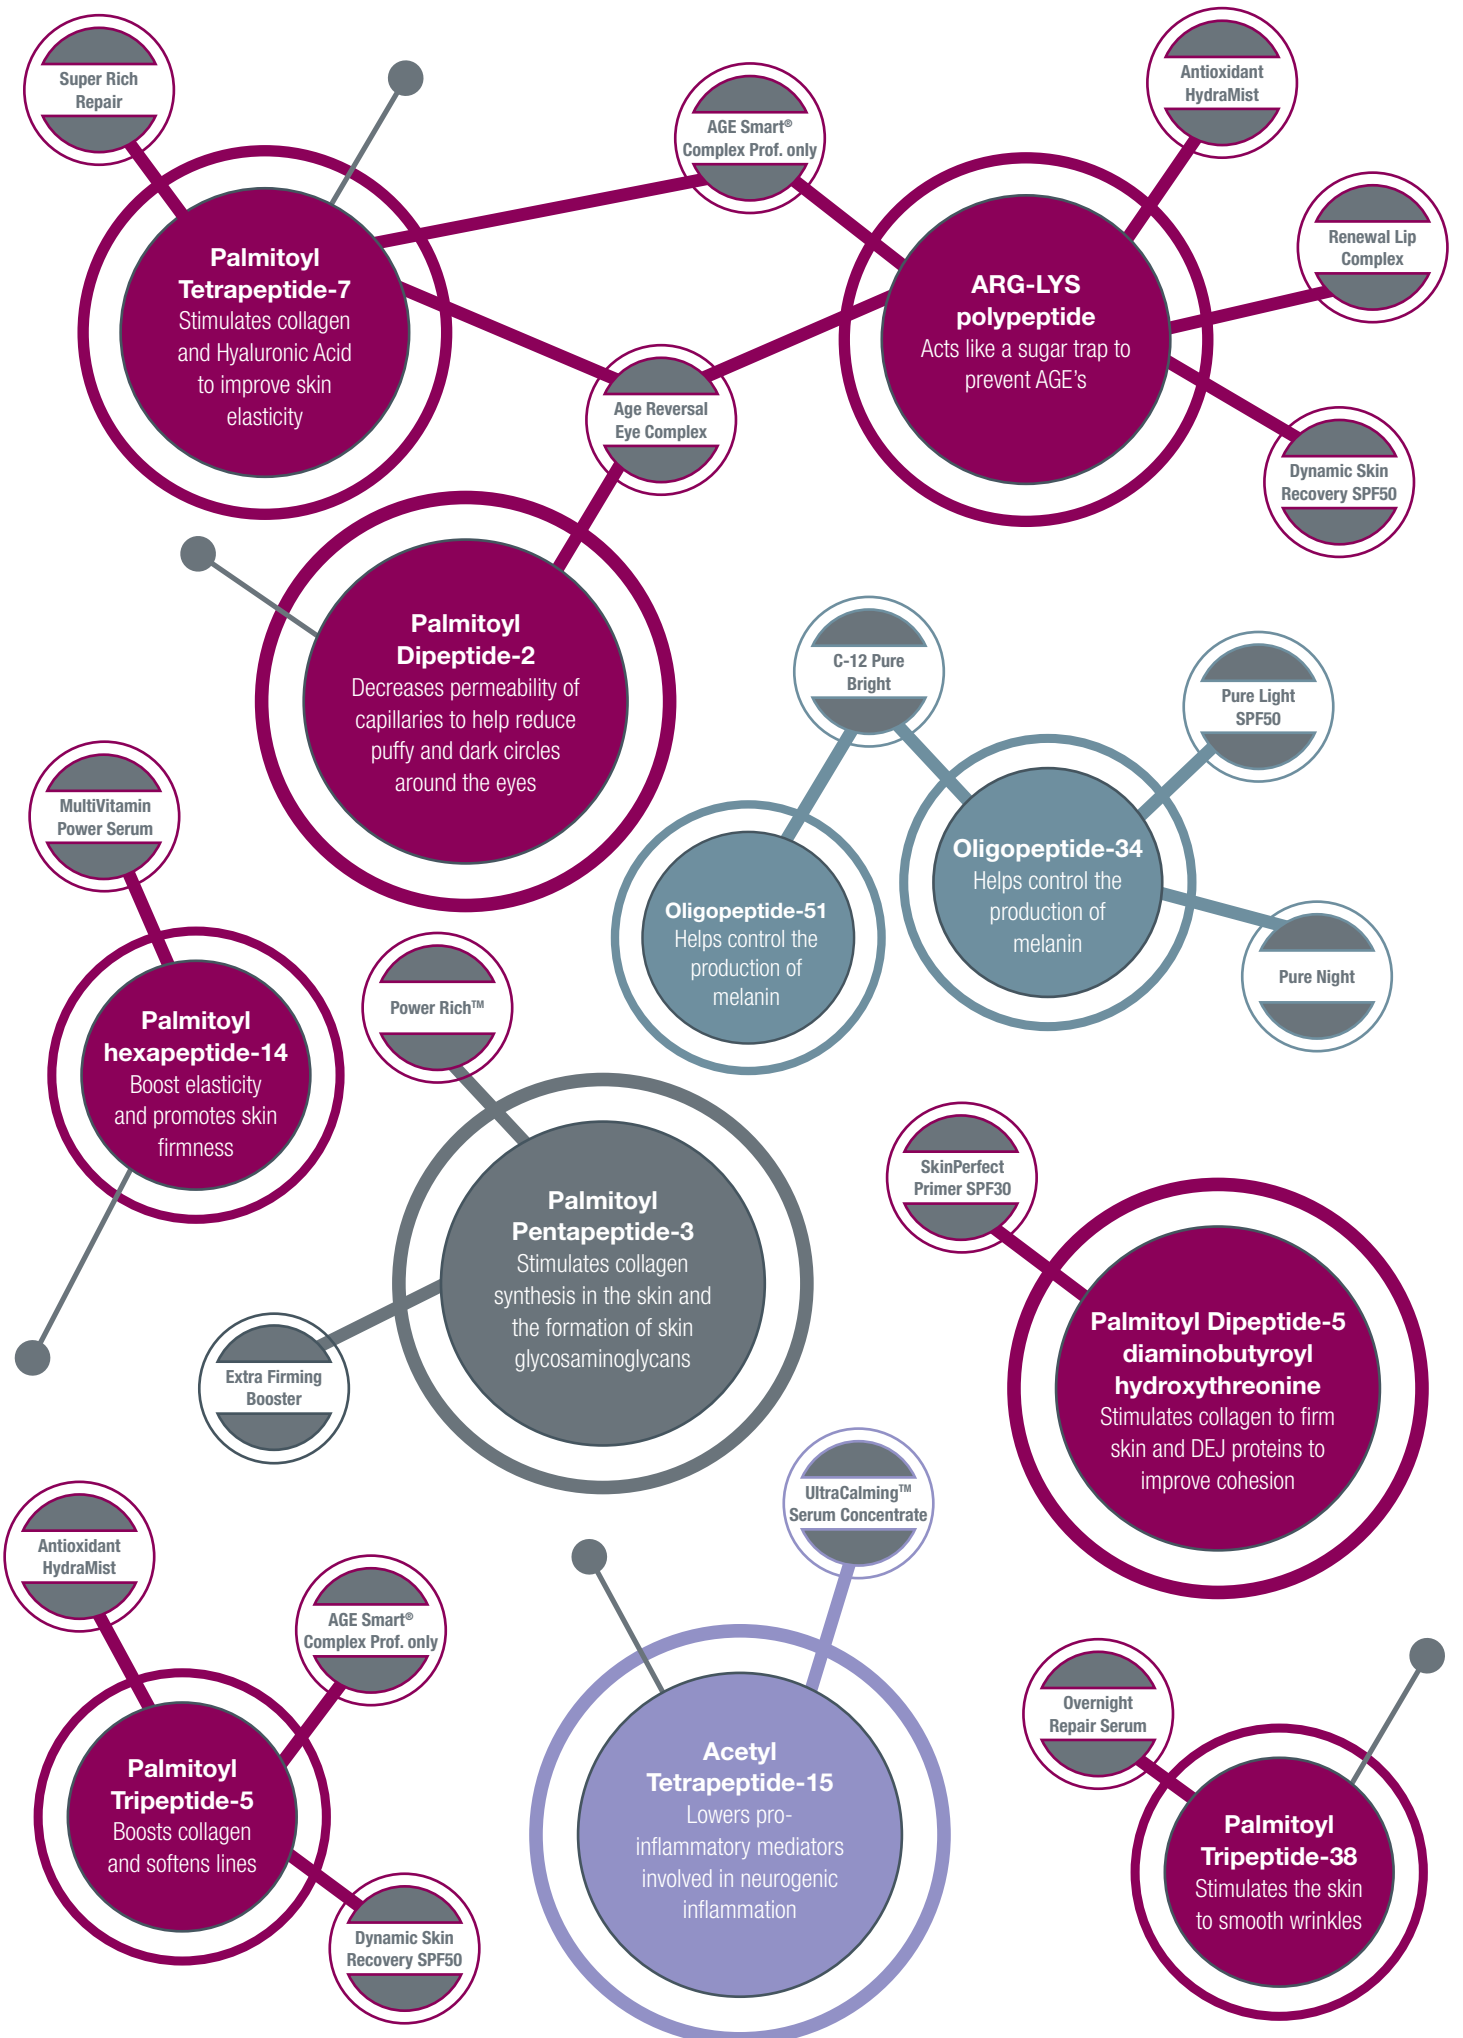 Super Rich
Repair
AGE Smart®
Complex Prof. only
Antioxidant
HydraMist
Renewal Lip
Complex
Palmitoyl
Tetrapeptide-7
Stimulates collagen
and Hyaluronic Acid
to improve skin
elasticity
ARG-LYS
polypeptide
Acts like a sugar trap to
prevent AGE’s
Age Reversal
Eye Complex
Dynamic Skin
Recovery SPF50
Palmitoyl
Dipeptide-2
Decreases permeability of
capillaries to help reduce
puffy and dark circles
around the eyes
C-12 Pure
Bright
Pure Light
SPF50
MultiVitamin
Power Serum
Oligopeptide-34
Helps control the
production of
melanin
Oligopeptide-51
Helps control the
production of
melanin
Pure Night
Power Rich™
Palmitoyl
hexapeptide-14
Boost elasticity
and promotes skin
firmness
SkinPerfect
Primer SPF30
Palmitoyl
Pentapeptide-3
Stimulates collagen
synthesis in the skin and
the formation of skin
glycosaminoglycans
Extra Firming
Booster
Palmitoyl Dipeptide-5
diaminobutyroyl
hydroxythreonine
Stimulates collagen to firm
skin and DEJ proteins to
improve cohesion
UltraCalming™
Serum Concentrate
Antioxidant
HydraMist
AGE Smart®
Complex Prof. only
Overnight
Repair Serum
Palmitoyl
Tripeptide-5
Boosts collagen
and softens lines
Acetyl
Tetrapeptide-15
Lowers pro-
inflammatory mediators
involved in neurogenic
inflammation
Palmitoyl
Tripeptide-38
Stimulates the skin
to smooth wrinkles
Dynamic Skin
Recovery SPF50